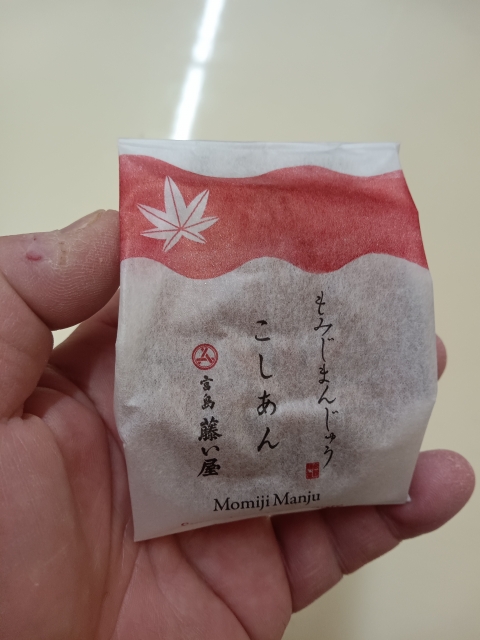 もみじまんじゅう
こしあん
宮島 藤い屋
Momiji Manju